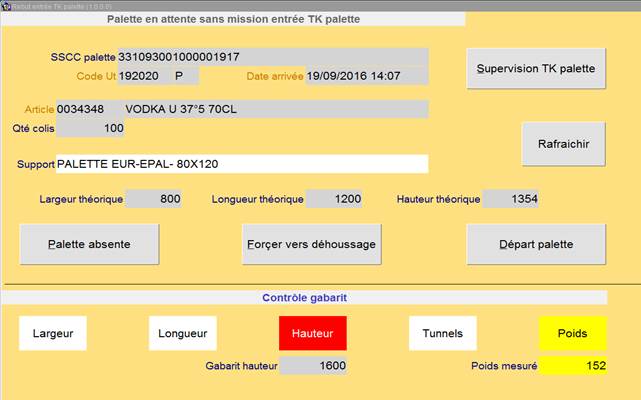 Rebut entrée TK palette (1.0.0.0)
Palette en attente sans mission entrée TK palette
SSCC palette 331093001000001917
Code Ut 192020 P Date arrivée 19/09/2016 14:07
Supervision TK palette
Article 0034348 VODKA U 37°5 70CL
Qté colis 100
Rafraichir
Support PALETTE EUR-EPAL- 80X120
Largeur théorique 800 Longueur théorique 1200 Hauteur théorique 1354
Palette absente Forçer vers déhoussage Départ palette
Contrôle gabarit
Largeur Longueur Hauteur Tunnels Poids
Gabarit hauteur 1600 Poids mesuré 152